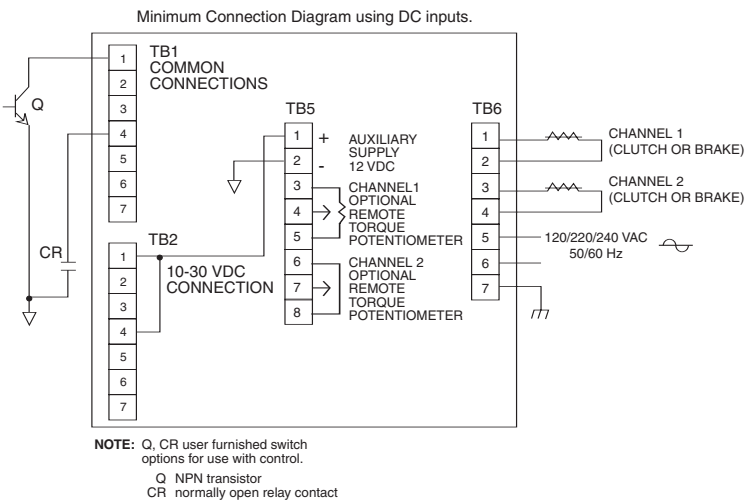 Minimum Connection Diagram using DC inputs.
TB1
COMMON
CONNECTIONS
1
2
3
4
5
6
7
Q
CR
TB2
10-30 VDC
CONNECTION
1
2
3
4
5
6
7
TB5
1
2
3
4
5
6
7
8
+
-
AUXILIARY
SUPPLY
12 VDC
CHANNEL1
OPTIONAL
REMOTE
TORQUE
POTENTIOMETER
CHANNEL 2
OPTIONAL
REMOTE
TORQUE
POTENTIOMETER
TB6
1
2
3
4
5
6
7
CHANNEL 1
(CLUTCH OR BRAKE)
CHANNEL 2
(CLUTCH OR BRAKE)
120/220/240 VAC
50/60 Hz
NOTE: Q, CR user furnished switch
options for use with control.
Q NPN transistor
CR normally open relay contact